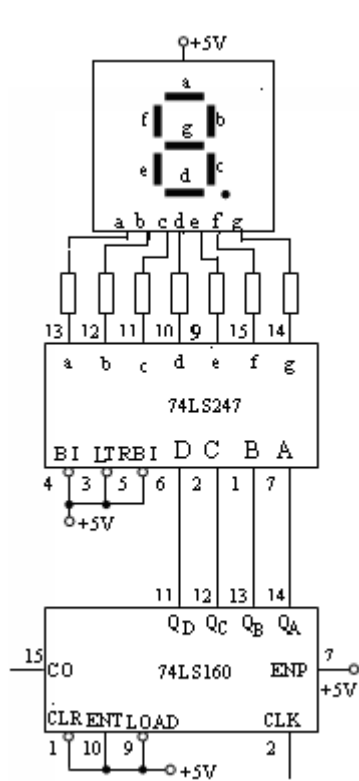 +5V
a
f g b
e d c
a b c d e f g
13 12 11 10 9 15 14
a b c d e f g
74LS247
BI LT RBI D C B A
4 3 5 6 2 1 7
+5V
11 12 13 14
QD QC QB QA
15 CO 74LS160 ENP 7
+5V
CLR ENT LOAD CLK
1 10 9 2
+5V